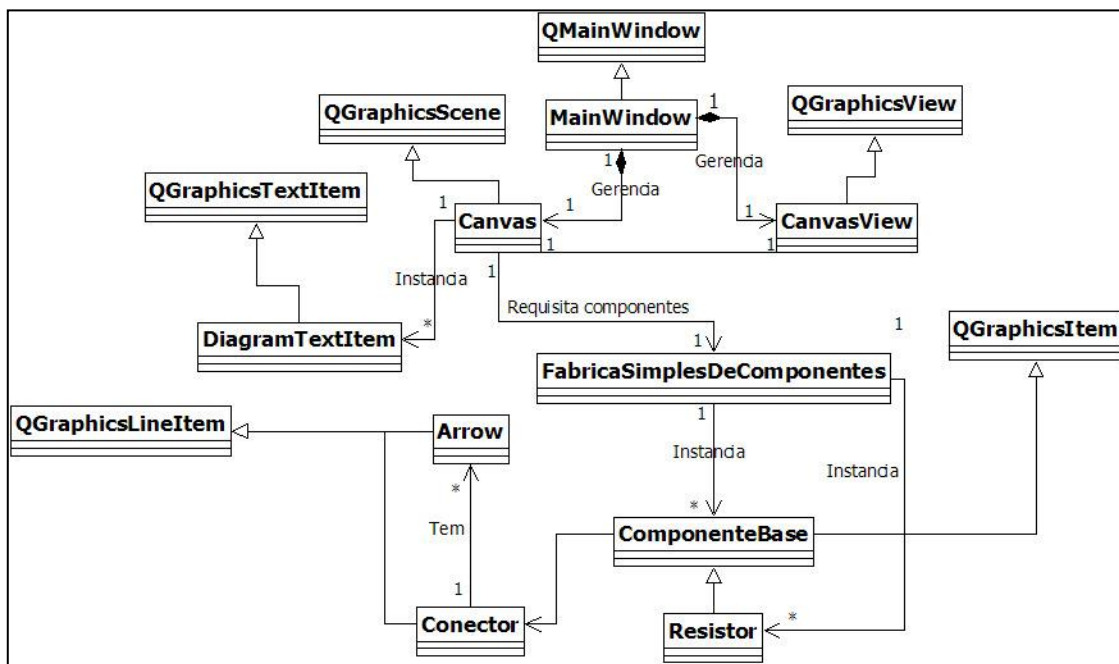 QMainWindow
QGraphicsScene
MainWindow
1
QGraphicsView
1
Gerencia
QGraphicsTextItem
Gerencia
1
1
1
Canvas
CanvasView
1
1
1
Instancia
Requisita componentes
*
1
1
DiagramTextItem
QGraphicsItem
FabricaSimplesDeComponentes
QGraphicsLineItem
Arrow
1
Instancia
Instancia
*
*
Tem
ComponenteBase
1
*
Conector
Resistor